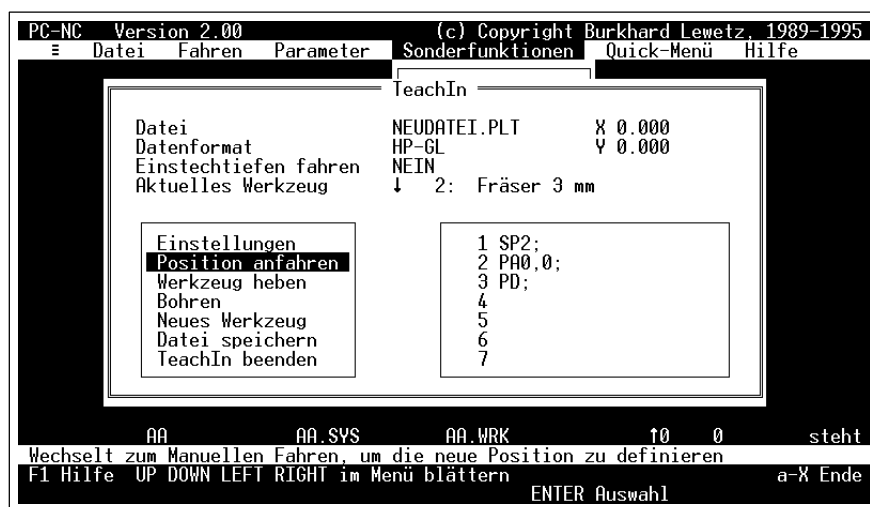 PC-NC Version 2.00 (c) Copyright Burkhard Lewetz, 1989-1995
≡ Datei Fahren Parameter Sonderfunktionen Quick-Menü Hilfe
TeachIn
Datei NEUDATEI.PLT X 0.000
Datenformat HP-GL Y 0.000
Einstechtiefen fahren NEIN
Aktuelles Werkzeug ↓ 2: Fräser 3 mm
Einstellungen 1 SP2;
Position anfahren 2 PA0,0;
Werkzeug heben 3 PD;
Bohren 4
Neues Werkzeug 5
Datei speichern 6
TeachIn beenden 7
AA AA.SYS AA.WRK ↑0 0 steht
Wechselt zum Manuellen Fahren, um die neue Position zu definieren
F1 Hilfe UP DOWN LEFT RIGHT im Menü blättern a-X Ende
ENTER Auswahl